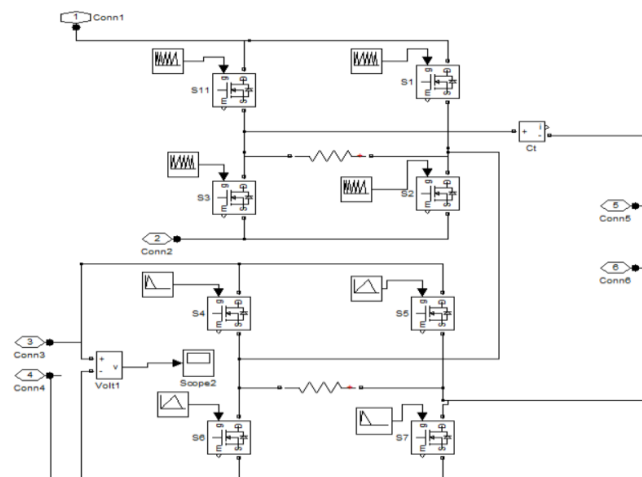 1
Conn1
g
D
S11
m
S
g
D
S1
m
S
+
-
i
Ct
g
D
S3
m
S
g
D
S2
m
S
5
Conn5
2
Conn2
6
Conn6
g
D
S4
m
S
g
D
S5
m
S
3
Conn3
+
-
v
Volt1
Scope2
4
Conn4
g
D
S6
m
S
g
D
S7
m
S